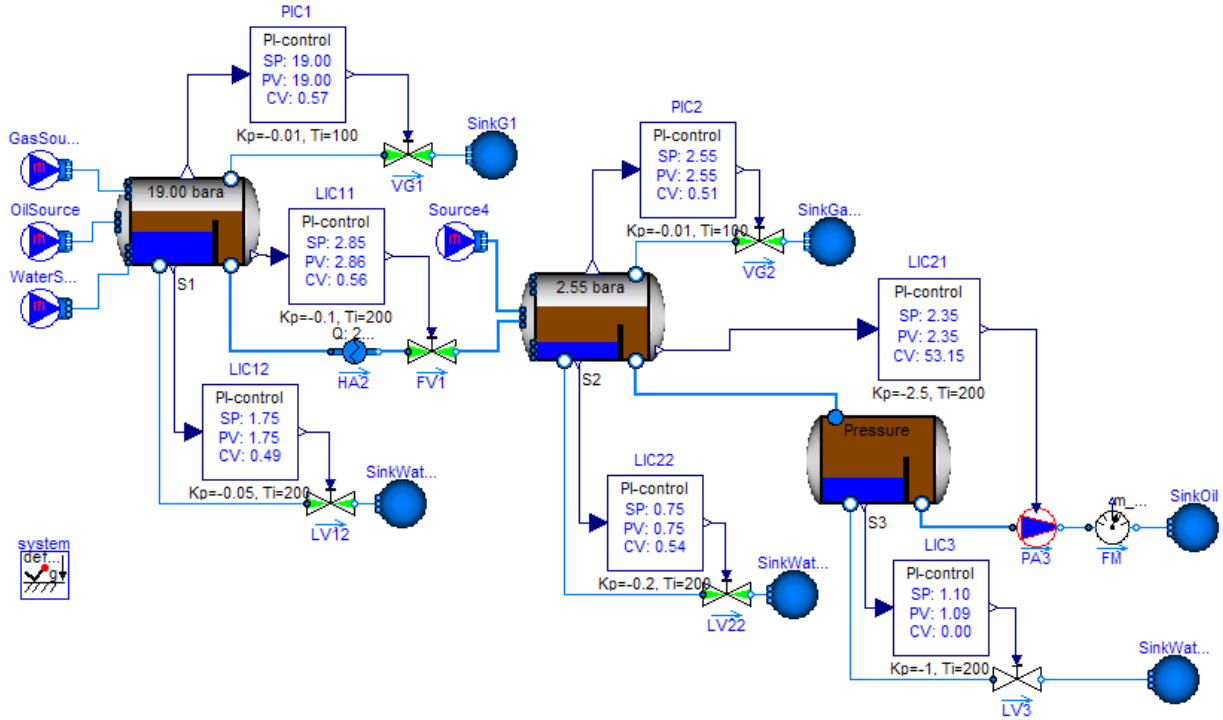 PIC1
PI-control
SP: 19.00
PV: 19.00
CV: 0.57
Kp=-0.01, Ti=100
SinkG1
VG1
GasSou...
OilSource
WaterS...
19.00 bara
S1
LIC11
PI-control
SP: 2.85
PV: 2.86
CV: 0.56
Kp=-0.1, Ti=200
Q: 2...
HA2
FV1
LIC12
PI-control
SP: 1.75
PV: 1.75
CV: 0.49
Kp=-0.05, Ti=200
SinkWat...
LV12
system
def...
g
Source4
PIC2
PI-control
SP: 2.55
PV: 2.55
CV: 0.51
Kp=-0.01, Ti=100
SinkGa...
VG2
2.55 bara
S2
LIC21
PI-control
SP: 2.35
PV: 2.35
CV: 53.15
Kp=-2.5, Ti=200
LIC22
PI-control
SP: 0.75
PV: 0.75
CV: 0.54
Kp=-0.2, Ti=200
SinkWat...
LV22
Pressure
S3
m_...
SinkOil
PA3
FM
LIC3
PI-control
SP: 1.10
PV: 1.09
CV: 0.00
Kp=-1, Ti=200
SinkWat...
LV3